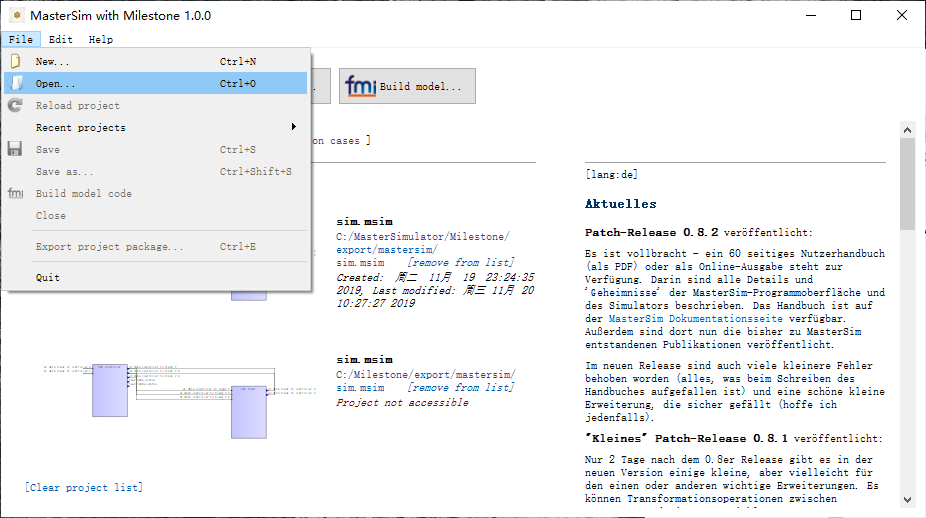 MasterSim with Milestone 1.0.0
File Edit Help
New... Ctrl+N
Open... Ctrl+O
Reload project
Recent projects
Save Ctrl+S
Save as... Ctrl+Shift+S
Build model code
Close
Export project package... Ctrl+E
Quit
. fmi Build model...
on cases ]
sim.msim
C:/MasterSimulator/Milestone/
export/mastersim/
sim.msim [remove from list]
Created: 周二 11月 19 23:24:35
2019, Last modified: 周三 11月 20
10:27:27 2019
sim.msim
C:/Milestone/export/mastersim/
sim.msim [remove from list]
Project not accessible
[Clear project list]
[lang:de]
Aktuelles
Patch-Release 0.8.2 veröffentlicht:
Es ist vollbracht - ein 60 seitiges Nutzerhandbuch
(als PDF) oder als Online-Ausgabe steht zur
Verfügung. Darin sind alle Details und
'Geheimnisse' der MasterSim-Programmoberfläche und
des Simulators beschrieben. Das Handbuch ist auf
der MasterSim Dokumentationsseite verfügbar.
Außerdem sind dort nun die bisher zu MasterSim
entstandenen Publikationen veröffentlicht.
Im neuen Release sind auch viele kleinere Fehler
behoben worden (alles, was beim Schreiben des
Handbuches aufgefallen ist) und eine schöne kleine
Erweiterung, die sicher gefällt (hoffe ich
jedenfalls).
"Kleines" Patch-Release 0.8.1 veröffentlicht:
Nur 2 Tage nach dem 0.8er Release gibt es in der
neuen Version einige kleine, aber vielleicht für
den einen oder anderen wichtige Erweiterungen. Es
können Transformationsoperationen zwischen